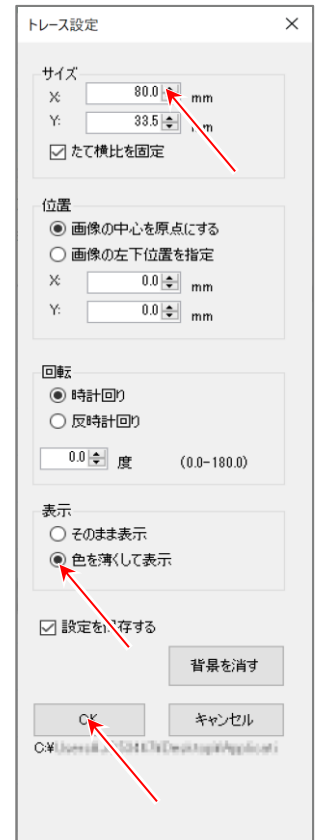 トレース設定
サイズ
X: 80.0 mm
Y: 33.5 mm
たて横比を固定
位置
画像の中心を原点にする
画像の左下位置を指定
X: 0.0 mm
Y: 0.0 mm
回転
時計回り
反時計回り
0.0 度 (0.0-180.0)
表示
そのまま表示
色を薄くして表示
設定を保存する
背景を消す
OK キャンセル
C:¥